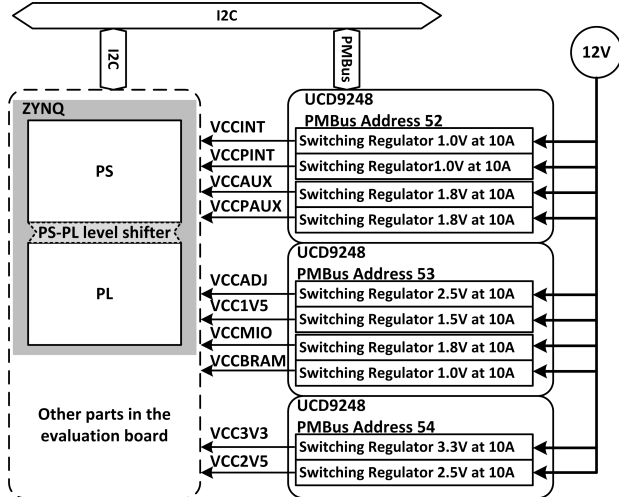 I2C
I2C
PMBus
12V
ZYNQ
PS
PS-PL level shifter
PL
Other parts in the
evaluation board
VCCINT
VCCPINT
VCCAUX
VCCPAUX
UCD9248
PMBus Address 52
Switching Regulator 1.0V at 10A
Switching Regulator1.0V at 10A
Switching Regulator 1.8V at 10A
Switching Regulator 1.8V at 10A
VCCADJ
VCC1V5
VCCMIO
VCCBRAM
UCD9248
PMBus Address 53
Switching Regulator 2.5V at 10A
Switching Regulator 1.5V at 10A
Switching Regulator 1.8V at 10A
Switching Regulator 1.0V at 10A
VCC3V3
VCC2V5
UCD9248
PMBus Address 54
Switching Regulator 3.3V at 10A
Switching Regulator 2.5V at 10A